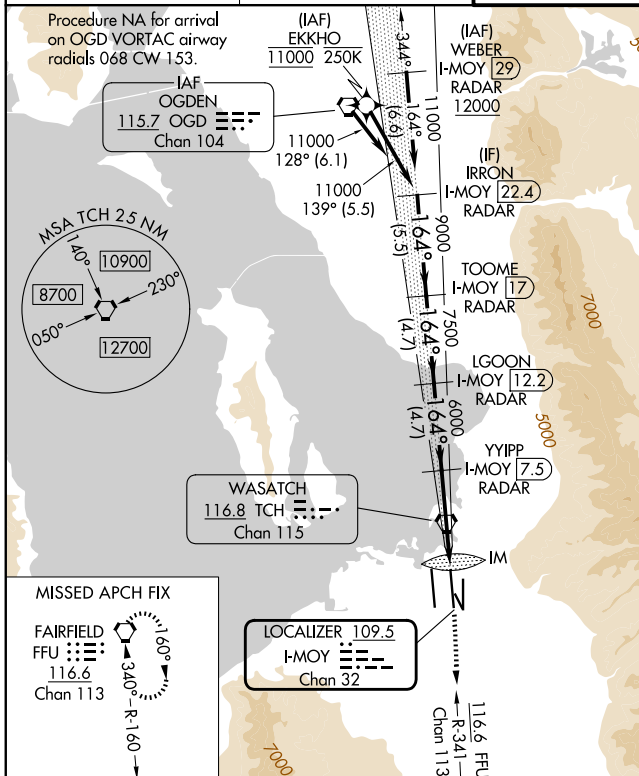 Procedure NA for arrival
on OGD VORTAC airway
radials 068 CW 153.
(IAF)
EKKHO
11000 250K
(IAF)
WEBER
I-MOY 29
RADAR
12000
IAF
OGDEN
115.7 OGD
Chan 104
344°
164°
(6.6)
11000
11000
128° (6.1)
11000
139° (5.5)
(IF)
IRRON
I-MOY 22.4
RADAR
164°
(5.5)
9000
MSA TCH 25 NM
140°
10900
230°
8700
050°
12700
TOOME
I-MOY 17
RADAR
7000
164°
(4.7)
7500
LGOON
I-MOY 12.2
RADAR
164°
(4.7)
6000
5000
YYIPP
I-MOY 7.5
RADAR
WASATCH
116.8 TCH
Chan 115
IM
MISSED APCH FIX
FAIRFIELD
FFU
116.6
Chan 113
160°
340°
R-160
LOCALIZER 109.5
I-MOY
Chan 32
N
116.6 FFU
R-341
Chan 113
7000